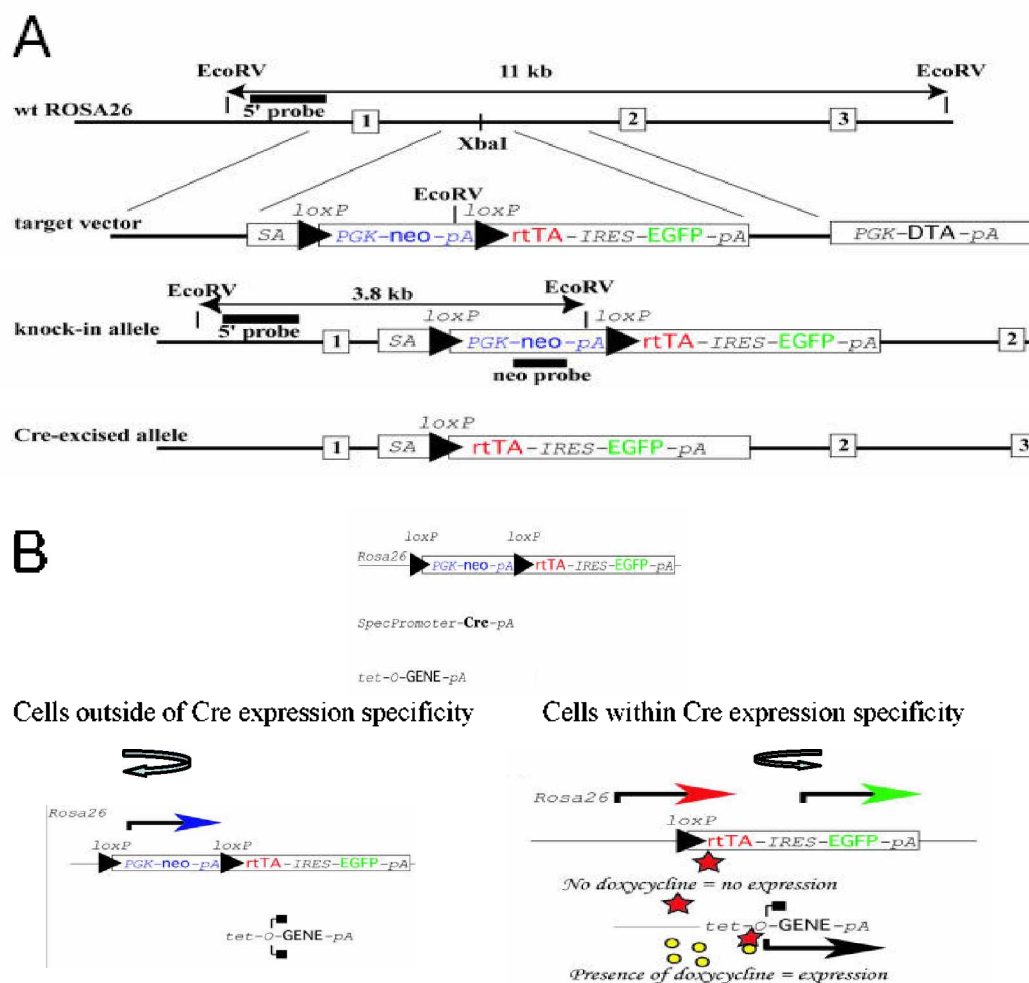 A
EcoRV 11 kb EcoRV
5' probe
wt ROSA26
1 2 3
XbaI
EcoRV
target vector loxP loxP
SA PGK-neo-pA rtTA-IRES-EGFP-pA PGK-DTA-pA
EcoRV 3.8 kb EcoRV
5' probe
loxP loxP
knock-in allele
1 SA PGK-neo-pA rtTA-IRES-EGFP-pA 2
neo probe
loxP
Cre-excised allele
1 SA rtTA-IRES-EGFP-pA 2 3
B
loxP loxP
Rosa26
PGK-neo-pA rtTA-IRES-EGFP-pA
SpecPromoter-Cre-pA
tet-O-GENE-pA
Cells outside of Cre expression specificity
Rosa26
loxP loxP
PGK-neo-pA rtTA-IRES-EGFP-pA
tet-O-GENE-pA
Cells within Cre expression specificity
Rosa26
loxP
rtTA-IRES-EGFP-pA
No doxycycline = no expression
tet-O-GENE-pA
Presence of doxycycline = expression